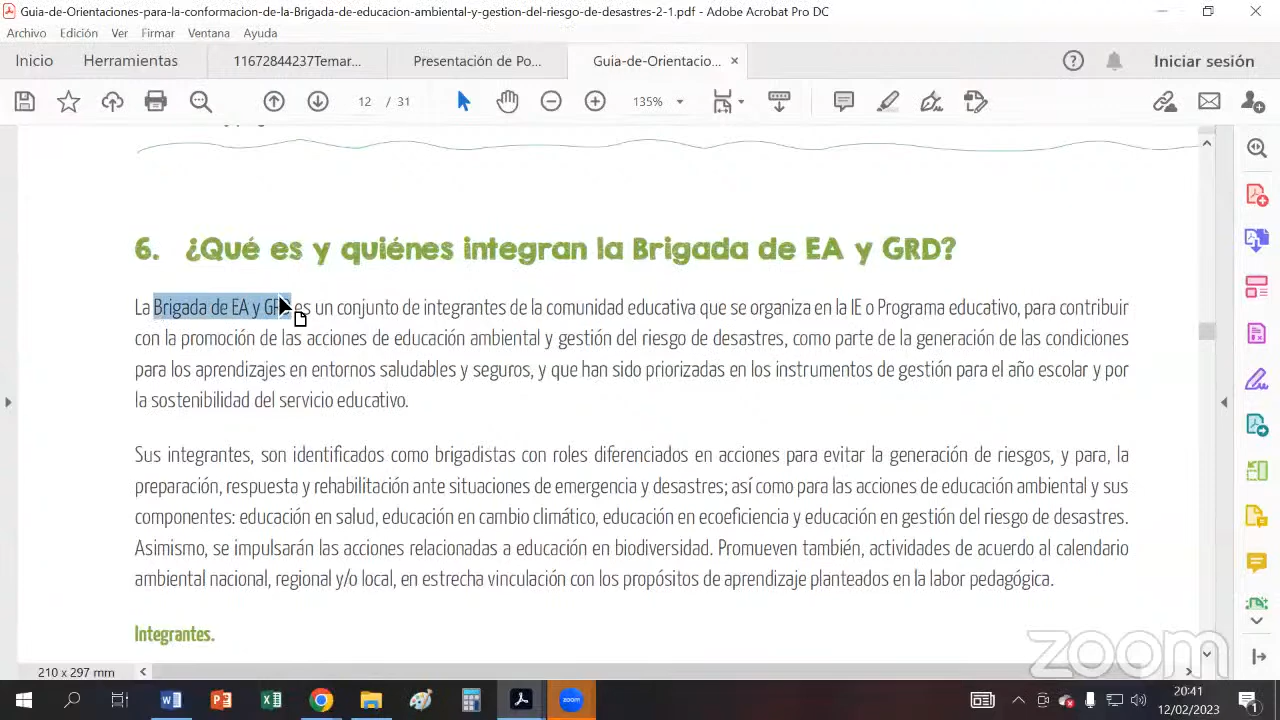 Guia-de-Orientaciones-para-la-conformacion-de-la-Brigada-de-educacion-ambiental-y-gestion-del-riesgo-de-desastres-2-1.pdf - Adobe Acrobat Pro DC
Archivo Edición Ver Firmar Ventana Ayuda
Inicio Herramientas 11672844237Temar... Presentación de Po... Guia-de-Orientacio... × Iniciar sesión
12 / 31 135%
6. ¿Qué es y quiénes integran la Brigada de EA y GRD?
La Brigada de EA y GRD es un conjunto de integrantes de la comunidad educativa que se organiza en la IE o Programa educativo, para contribuir
con la promoción de las acciones de educación ambiental y gestión del riesgo de desastres, como parte de la generación de las condiciones
para los aprendizajes en entornos saludables y seguros, y que han sido priorizadas en los instrumentos de gestión para el año escolar y por
la sostenibilidad del servicio educativo.
Sus integrantes, son identificados como brigadistas con roles diferenciados en acciones para evitar la generación de riesgos, y para, la
preparación, respuesta y rehabilitación ante situaciones de emergencia y desastres; así como para las acciones de educación ambiental y sus
componentes: educación en salud, educación en cambio climático, educación en ecoeficiencia y educación en gestión del riesgo de desastres.
Asimismo, se impulsarán las acciones relacionadas a educación en biodiversidad. Promueven también, actividades de acuerdo al calendario
ambiental nacional, regional y/o local, en estrecha vinculación con los propósitos de aprendizaje planteados en la labor pedagógica.
Integrantes.
zoom
210 x 297 mm
zoom
20:41
12/02/2023
1